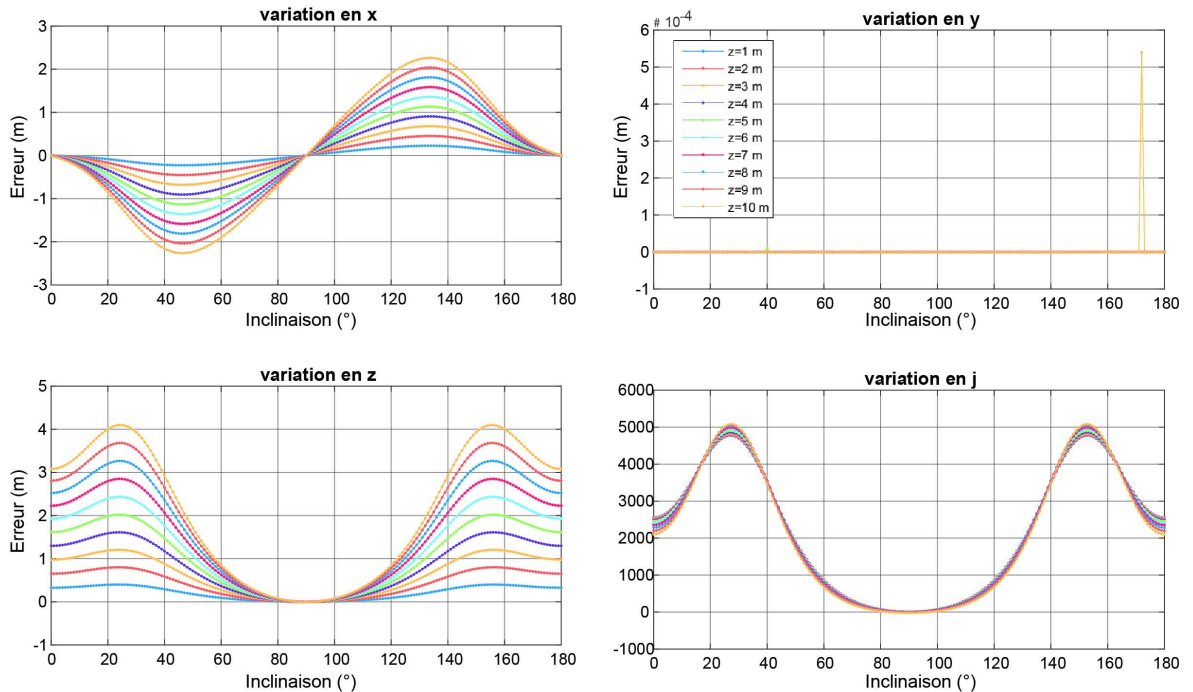 variation en x
3
2
1
0
-1
-2
-3
Erreur (m)
0 20 40 60 80 100 120 140 160 180
Inclinaison (°)
variation en y
# 10⁻⁴
6
5
4
3
2
1
0
-1
Erreur (m)
z=1 m
z=2 m
z=3 m
z=4 m
z=5 m
z=6 m
z=7 m
z=8 m
z=9 m
z=10 m
0 20 40 60 80 100 120 140 160 180
Inclinaison (°)
variation en z
5
4
3
2
1
0
-1
Erreur (m)
0 20 40 60 80 100 120 140 160 180
Inclinaison (°)
variation en j
6000
5000
4000
3000
2000
1000
0
-1000
0 20 40 60 80 100 120 140 160 180
Inclinaison (°)